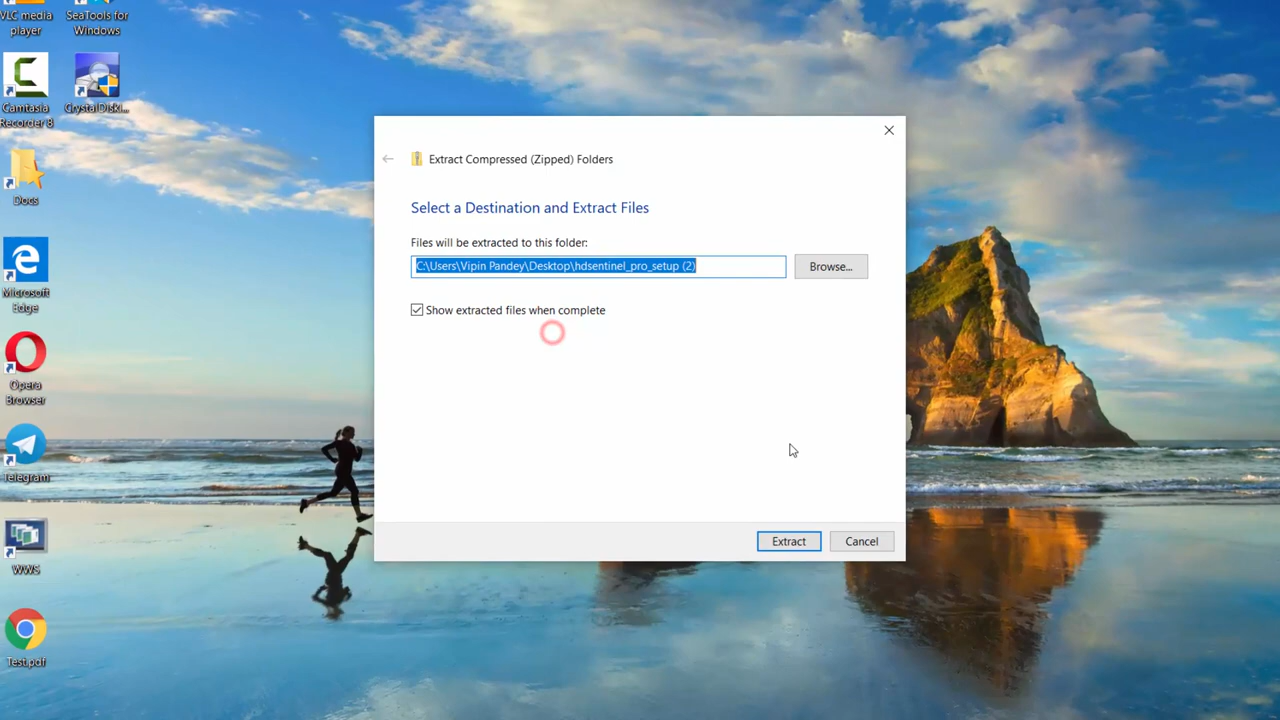 VLC media
player
SeaTools for
Windows
Camtasia
Recorder 8
CrystalDiskI...
Docs
Microsoft
Edge
Opera
Browser
Telegram
WWS
Test.pdf
Extract Compressed (Zipped) Folders
Select a Destination and Extract Files
Files will be extracted to this folder:
C:\Users\Vipin Pandey\Desktop\hdsentinel_pro_setup (2)
Browse...
Show extracted files when complete
Extract
Cancel